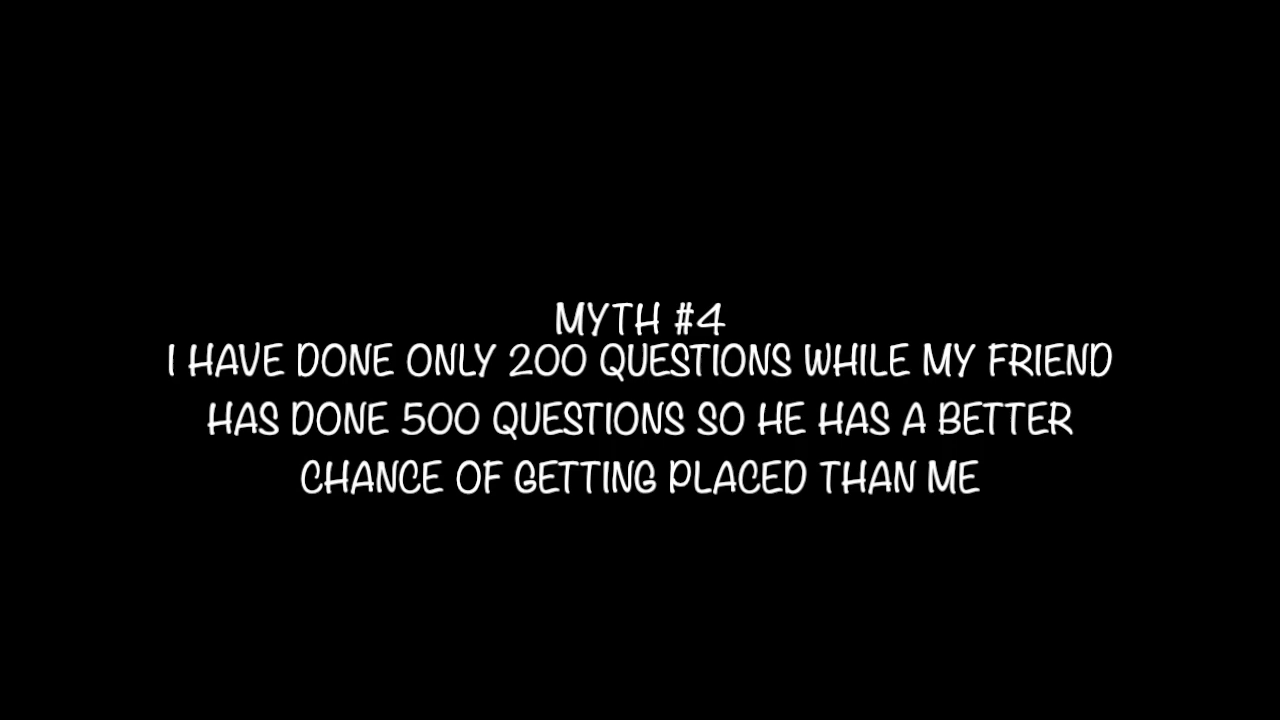 MYTH #4
I HAVE DONE ONLY 200 QUESTIONS WHILE MY FRIEND
HAS DONE 500 QUESTIONS SO HE HAS A BETTER
CHANCE OF GETTING PLACED THAN ME